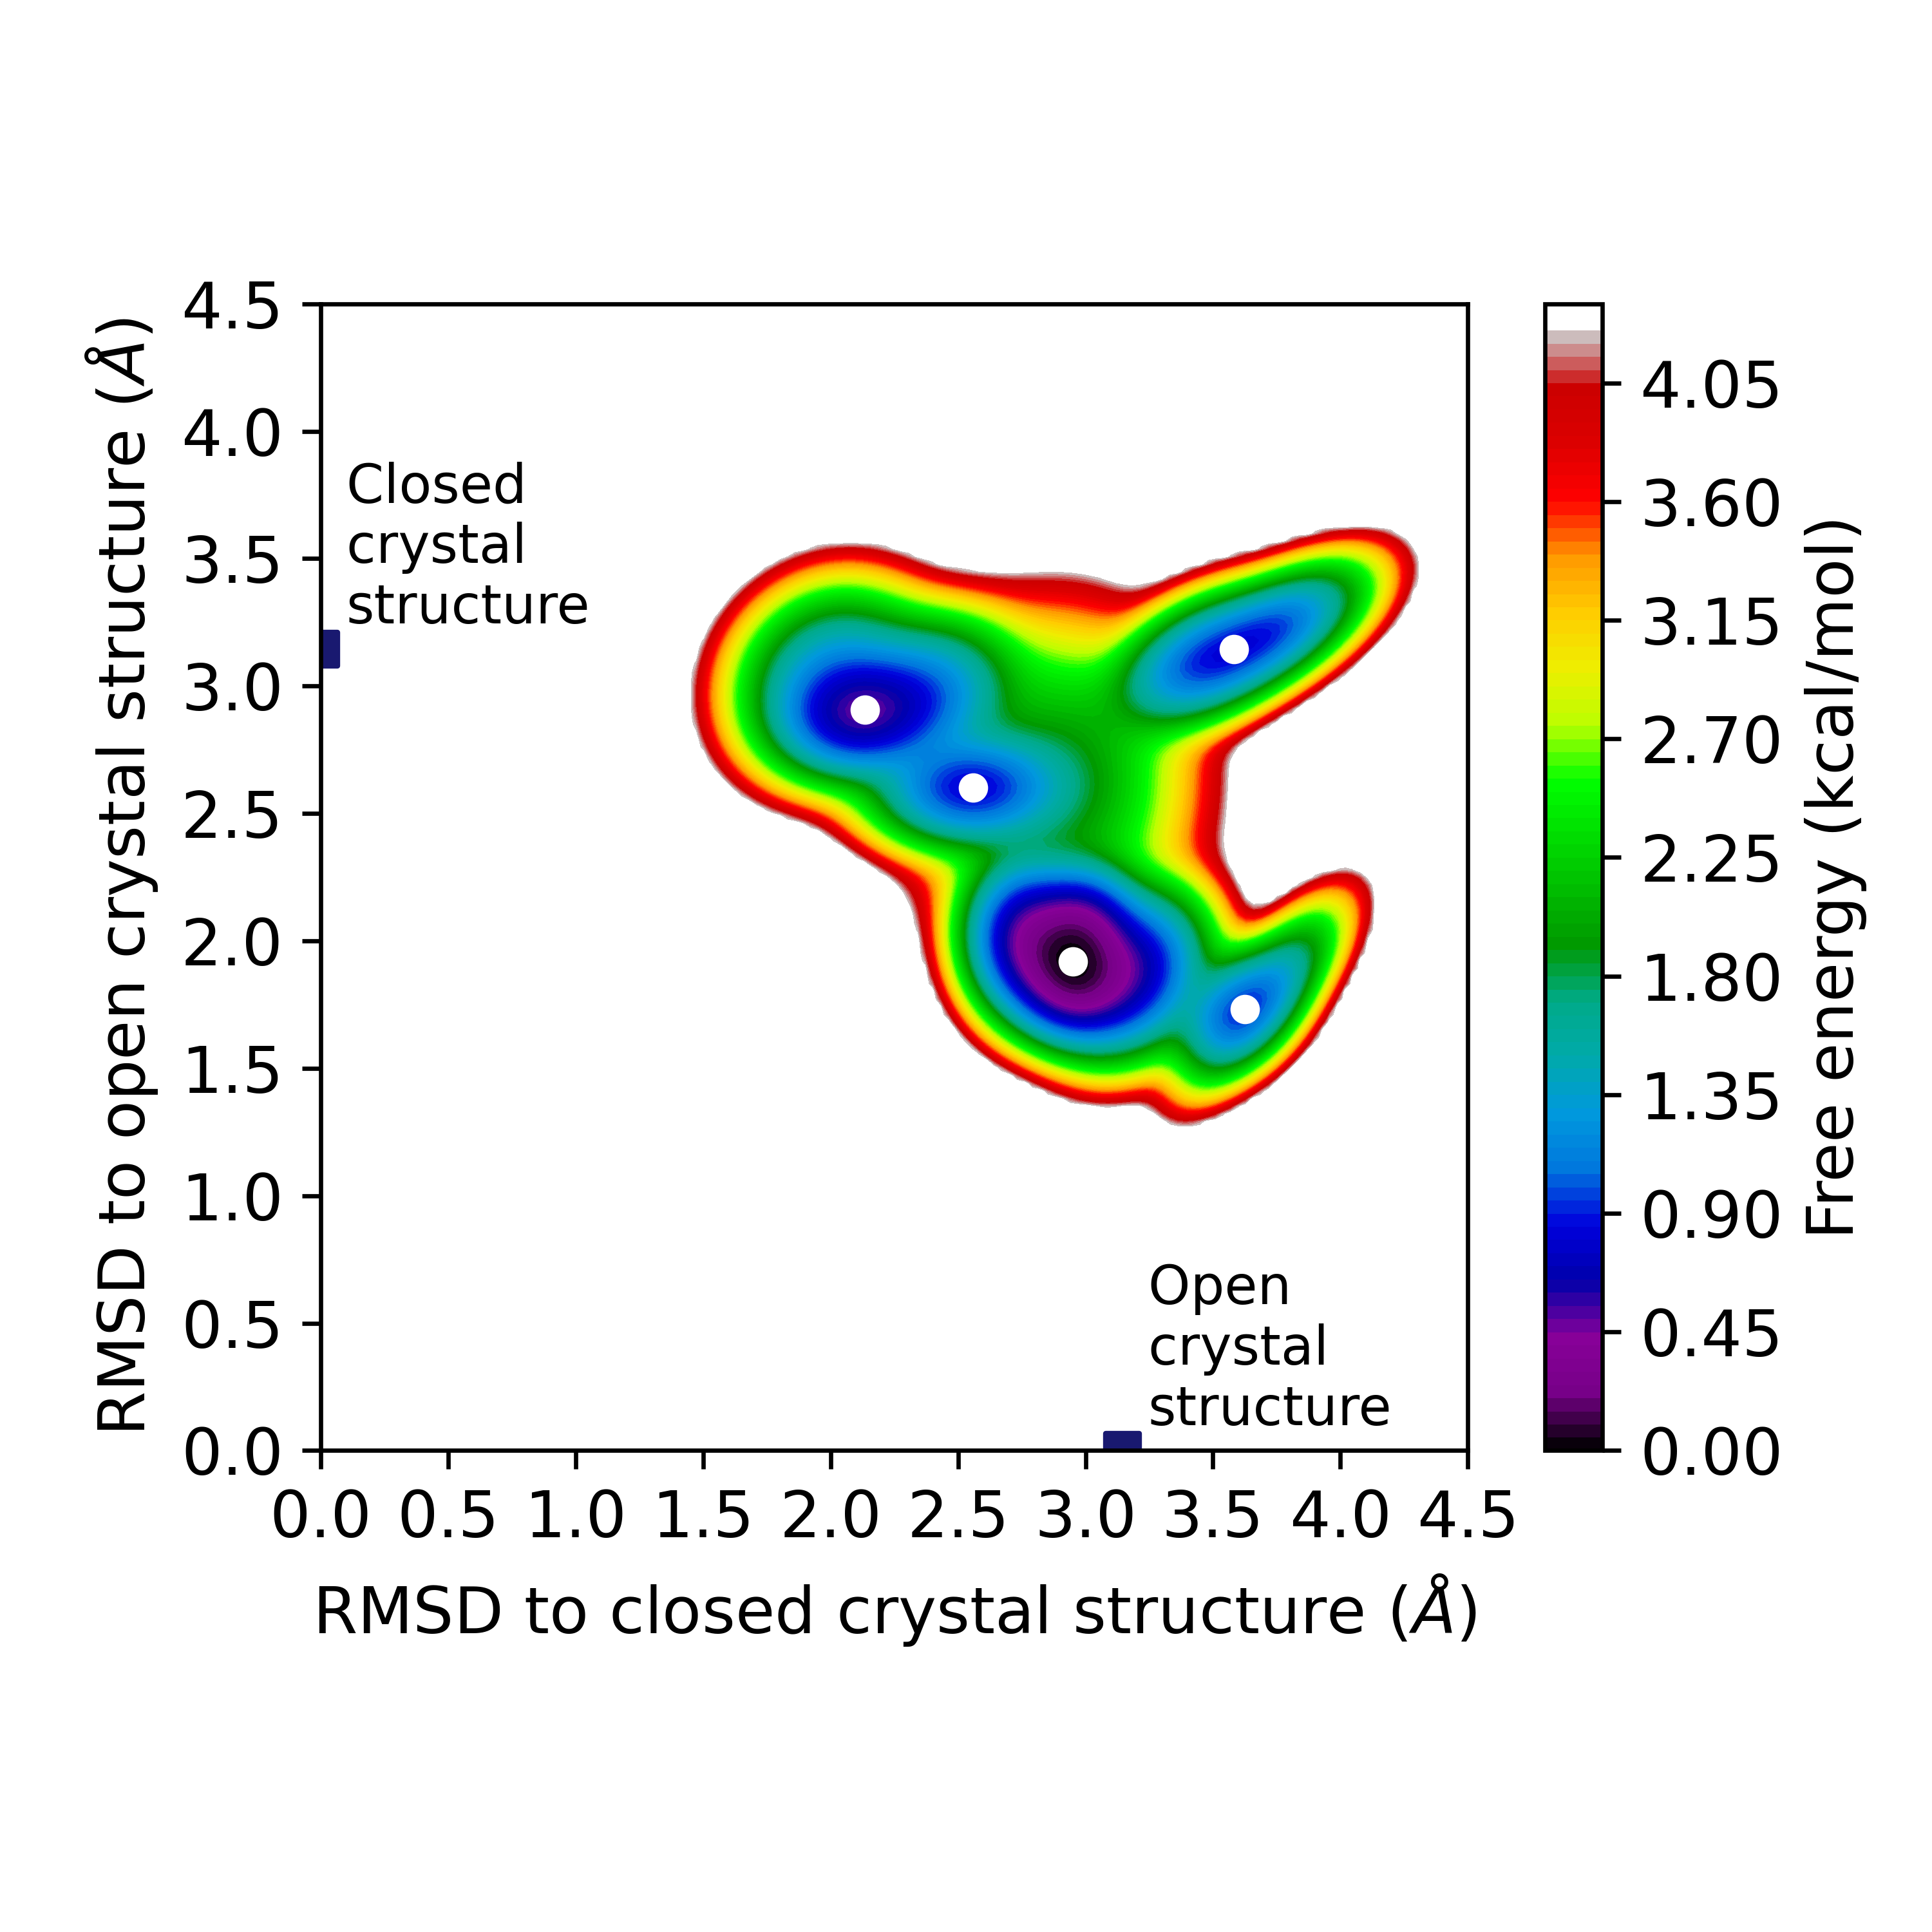 RMSD to open crystal structure (Å)
4.5
4.0
3.5
3.0
2.5
2.0
1.5
1.0
0.5
0.0
Closed
crystal
structure
Open
crystal
structure
0.0 0.5 1.0 1.5 2.0 2.5 3.0 3.5 4.0 4.5
RMSD to closed crystal structure (Å)
4.05
3.60
3.15
2.70
2.25
1.80
1.35
0.90
0.45
0.00
Free energy (kcal/mol)